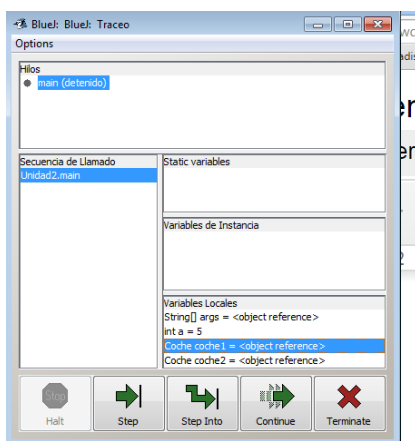 BlueJ: BlueJ: Traceo
Options
Hilos
main (detenido)
Secuencia de Llamado
Unidad2.main
Static variables
Variables de Instancia
Variables Locales
String[] args = <object reference>
int a = 5
Coche coche1 = <object reference>
Coche coche2 = <object reference>
Stop
Halt
Step
Step Into
Continue
Terminate